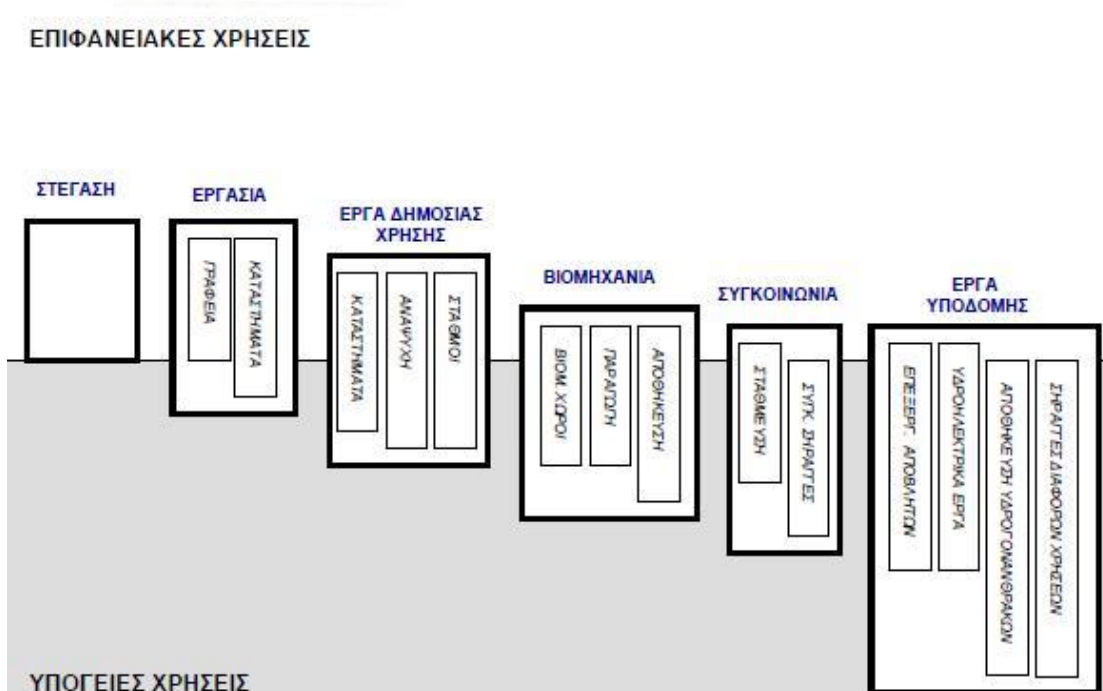 ΕΠΙΦΑΝΕΙΑΚΕΣ ΧΡΗΣΕΙΣ
ΣΤΕΓΑΣΗ
ΕΡΓΑΣΙΑ
ΓΡΑΦΕΙΑ
ΚΑΤΑΣΤΗΜΑΤΑ
ΕΡΓΑ ΔΗΜΟΣΙΑΣ
ΧΡΗΣΗΣ
ΚΑΤΑΣΤΗΜΑΤΑ
ΑΝΑΨΥΧΗ
ΣΤΑΘΜΟΙ
ΒΙΟΜΗΧΑΝΙΑ
ΒΙΟΜ. ΧΩΡΟΙ
ΠΑΡΑΓΩΓΗ
ΑΠΟΘΗΚΕΥΣΗ
ΣΥΓΚΟΙΝΩΝΙΑ
ΣΤΑΘΜΕΥΣΗ
ΣΥΓΚ. ΣΗΡΑΓΓΕΣ
ΕΡΓΑ
ΥΠΟΔΟΜΗΣ
ΕΠΕΞΕΡΓ. ΑΠΟΒΛΗΤΩΝ
ΥΔΡΟΗΛΕΚΤΡΙΚΑ ΕΡΓΑ
ΑΠΟΘΗΚΕΥΣΗ ΥΔΡΟΓΟΝΑΝΘΡΑΚΩΝ
ΣΗΡΑΓΓΕΣ ΔΙΑΦΟΡΩΝ ΧΡΗΣΕΩΝ
ΥΠΟΓΕΙΕΣ ΧΡΗΣΕΙΣ